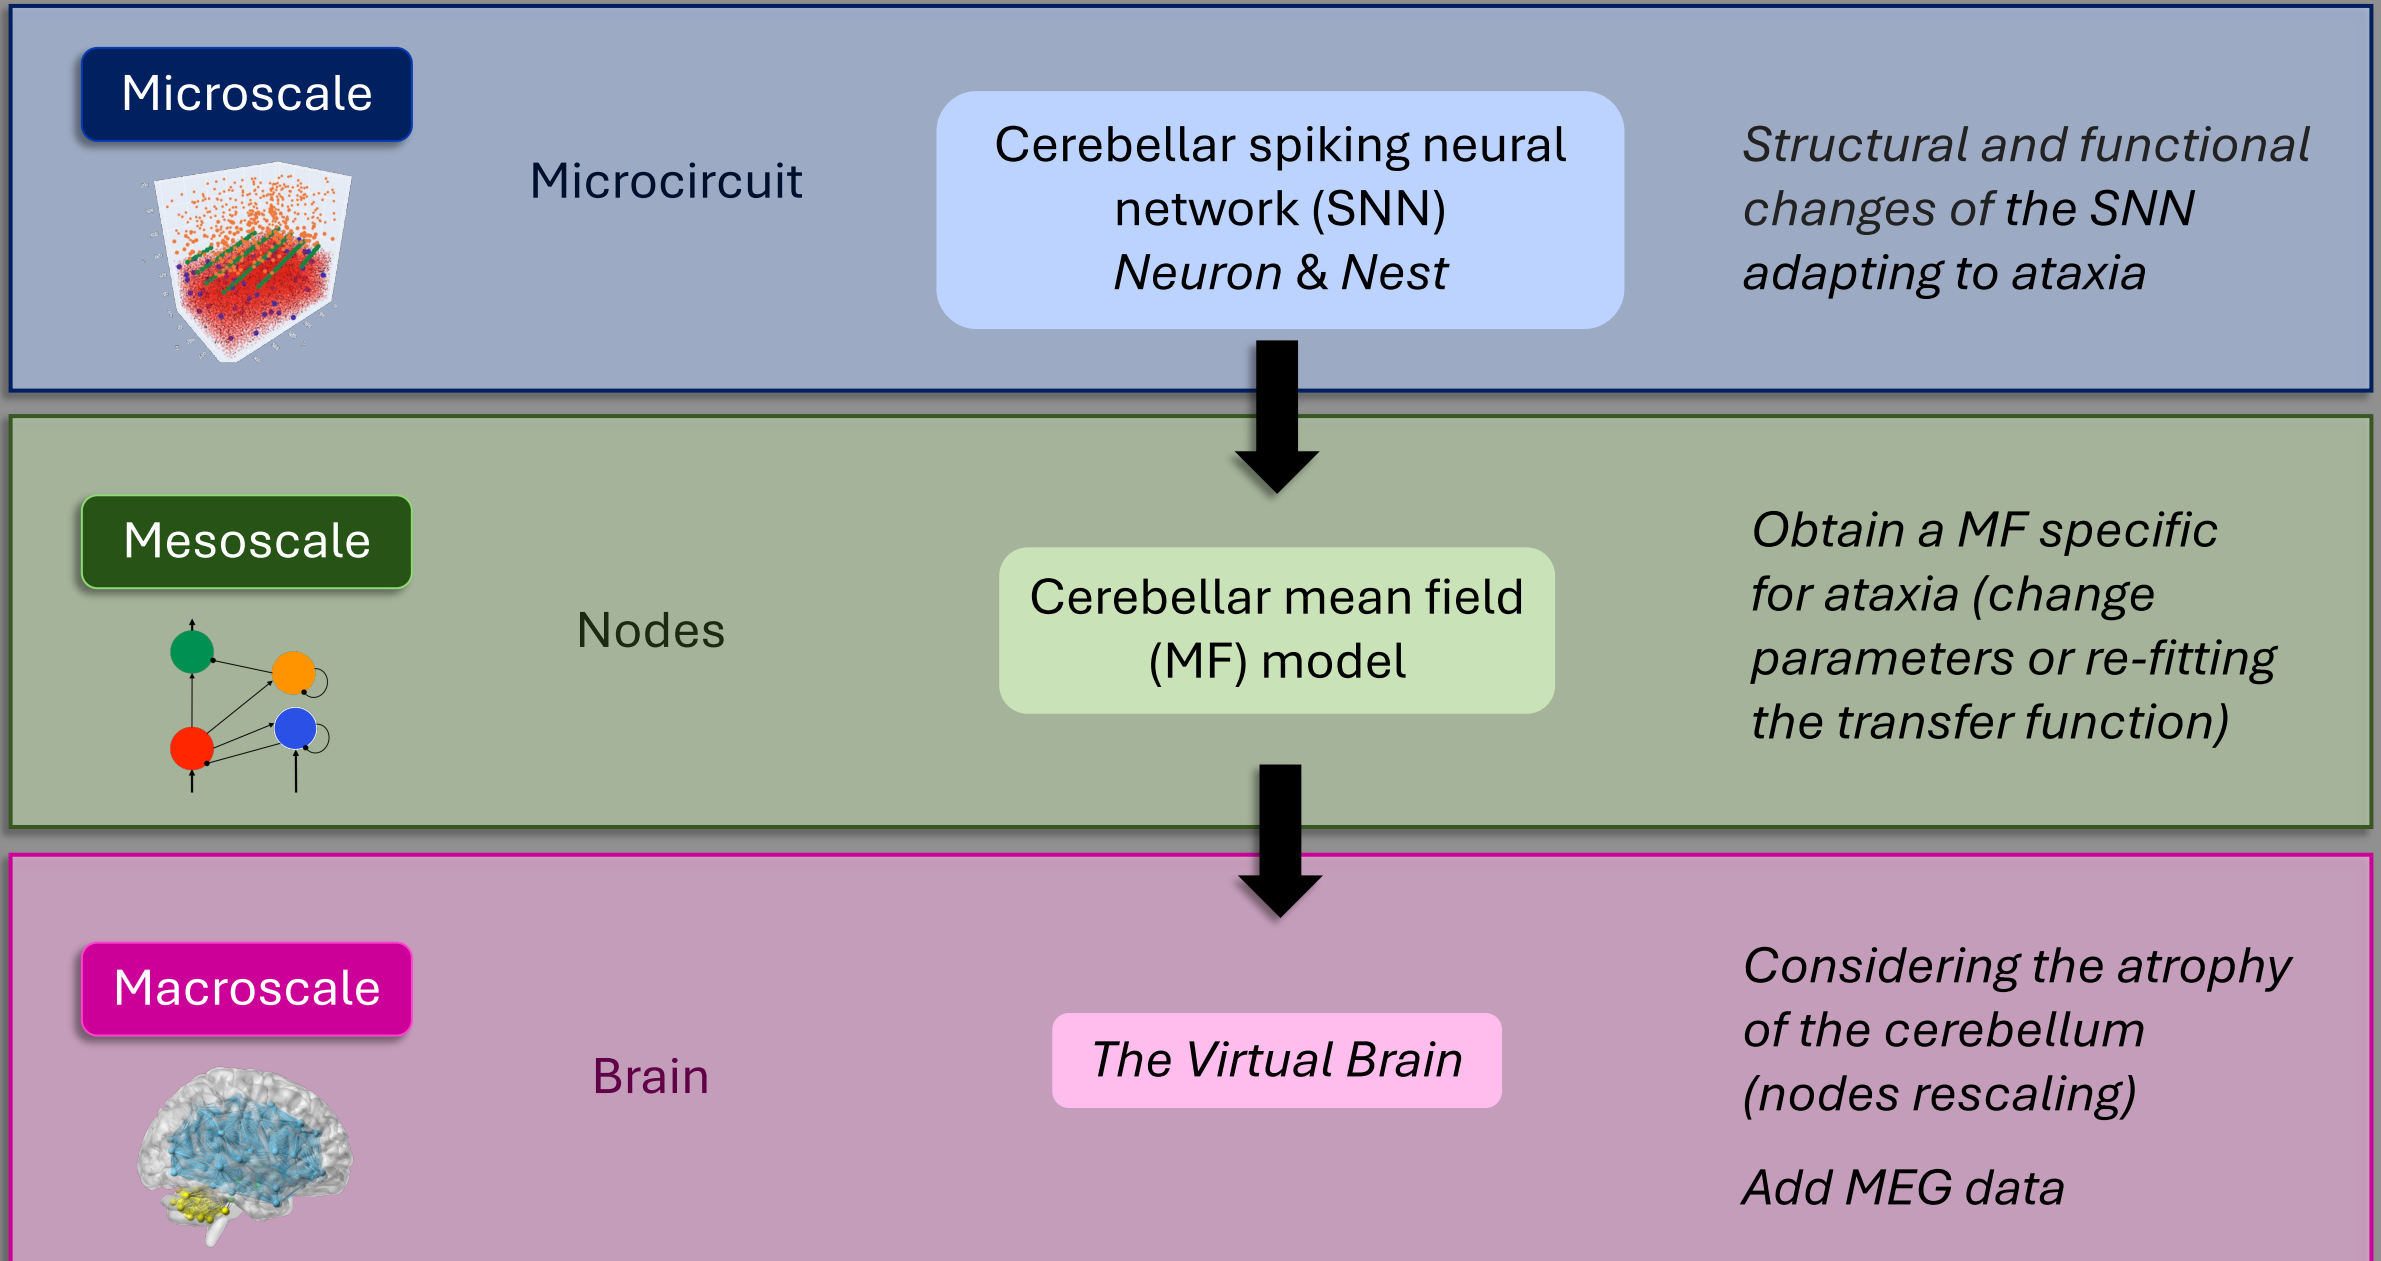 Microscale
Microcircuit
Cerebellar spiking neural
network (SNN)
Neuron & Nest
Structural and functional
changes of the SNN
adapting to ataxia
Mesoscale
Nodes
Cerebellar mean field
(MF) model
Obtain a MF specific
for ataxia (change
parameters or re-fitting
the transfer function)
Macroscale
Brain
The Virtual Brain
Considering the atrophy
of the cerebellum
(nodes rescaling)
Add MEG data